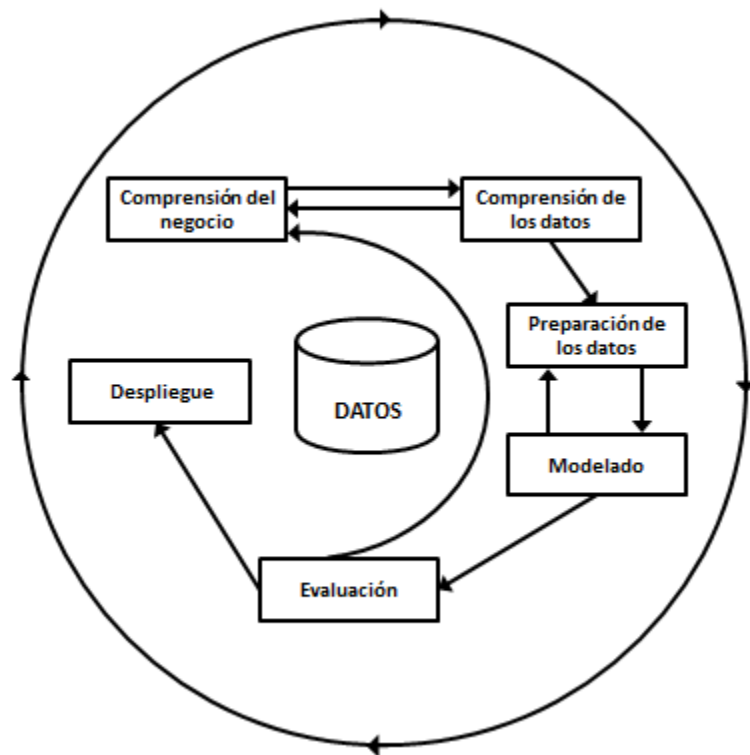 Comprensión del
negocio
Comprensión de
los datos
Preparación de
los datos
Despliegue
DATOS
Modelado
Evaluación